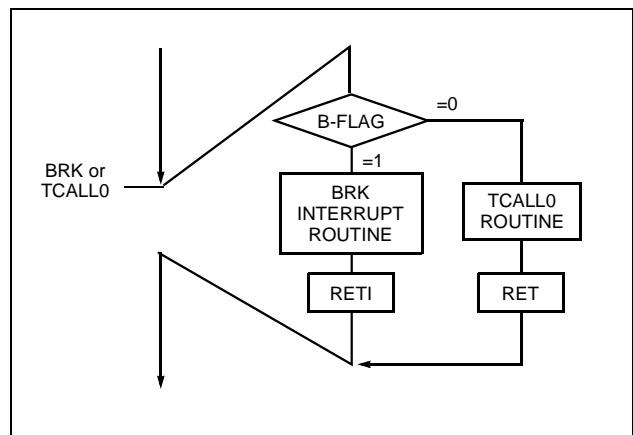 =0
B-FLAG
=1
BRK or
TCALL0
BRK
INTERRUPT
ROUTINE
TCALL0
ROUTINE
RETI
RET